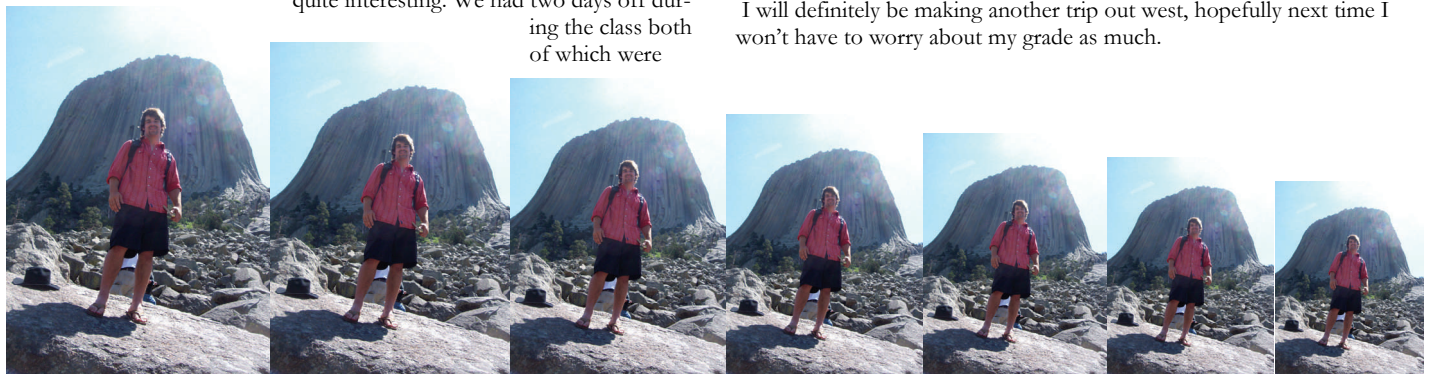 quite interesting. We had two days off dur-
ing the class both
of which were
I will definitely be making another trip out west, hopefully next time I
won’t have to worry about my grade as much.